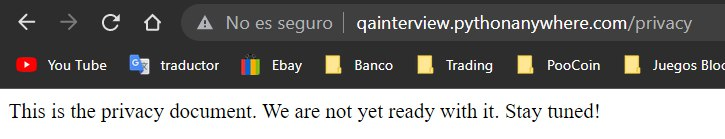 No es seguro | qainterview.pythonanywhere.com/privacy
You Tube traductor Ebay Banco Trading PooCoin Juegos Bloc
This is the privacy document. We are not yet ready with it. Stay tuned!